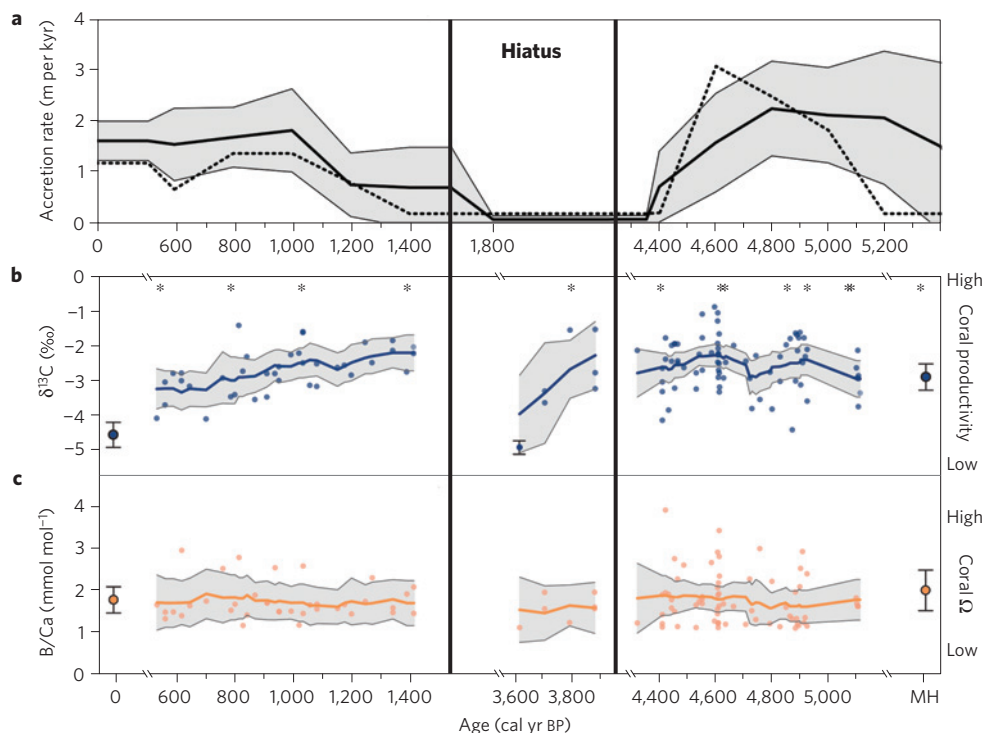 a
Accretion rate (m per kyr)
4
3
2
1
0
Hiatus
0 600 800 1,000 1,200 1,400 1,800 4,400 4,600 4,800 5,000 5,200
b
δ¹³C (‰)
0
−1
−2
−3
−4
−5
* * * * * * ** * * ** *
High
Coral productivity
Low
c
B/Ca (mmol mol⁻¹)
4
3
2
1
0
High
Coral Ω
Low
0 600 800 1,000 1,200 1,400 3,600 3,800 4,400 4,600 4,800 5,000 MH
Age (cal yr BP)